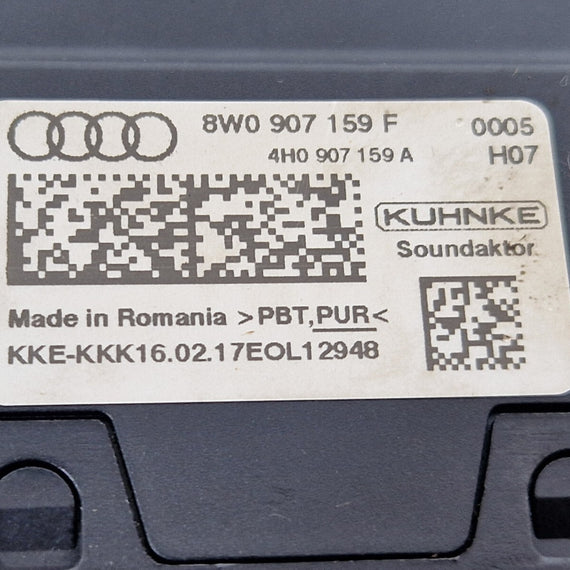 8W0 907 159 F
0005
4H0 907 159 A
H07
KUHNKE
Soundaktor
Made in Romania >PBT,PUR<
KKE-KKK16.02.17EOL12948